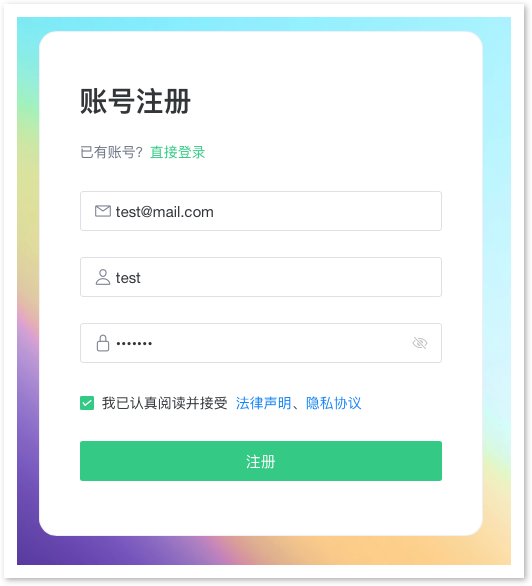 账号注册
已有账号？直接登录
test@mail.com
test
•••••••
我已认真阅读并接受 法律声明、隐私协议
注册